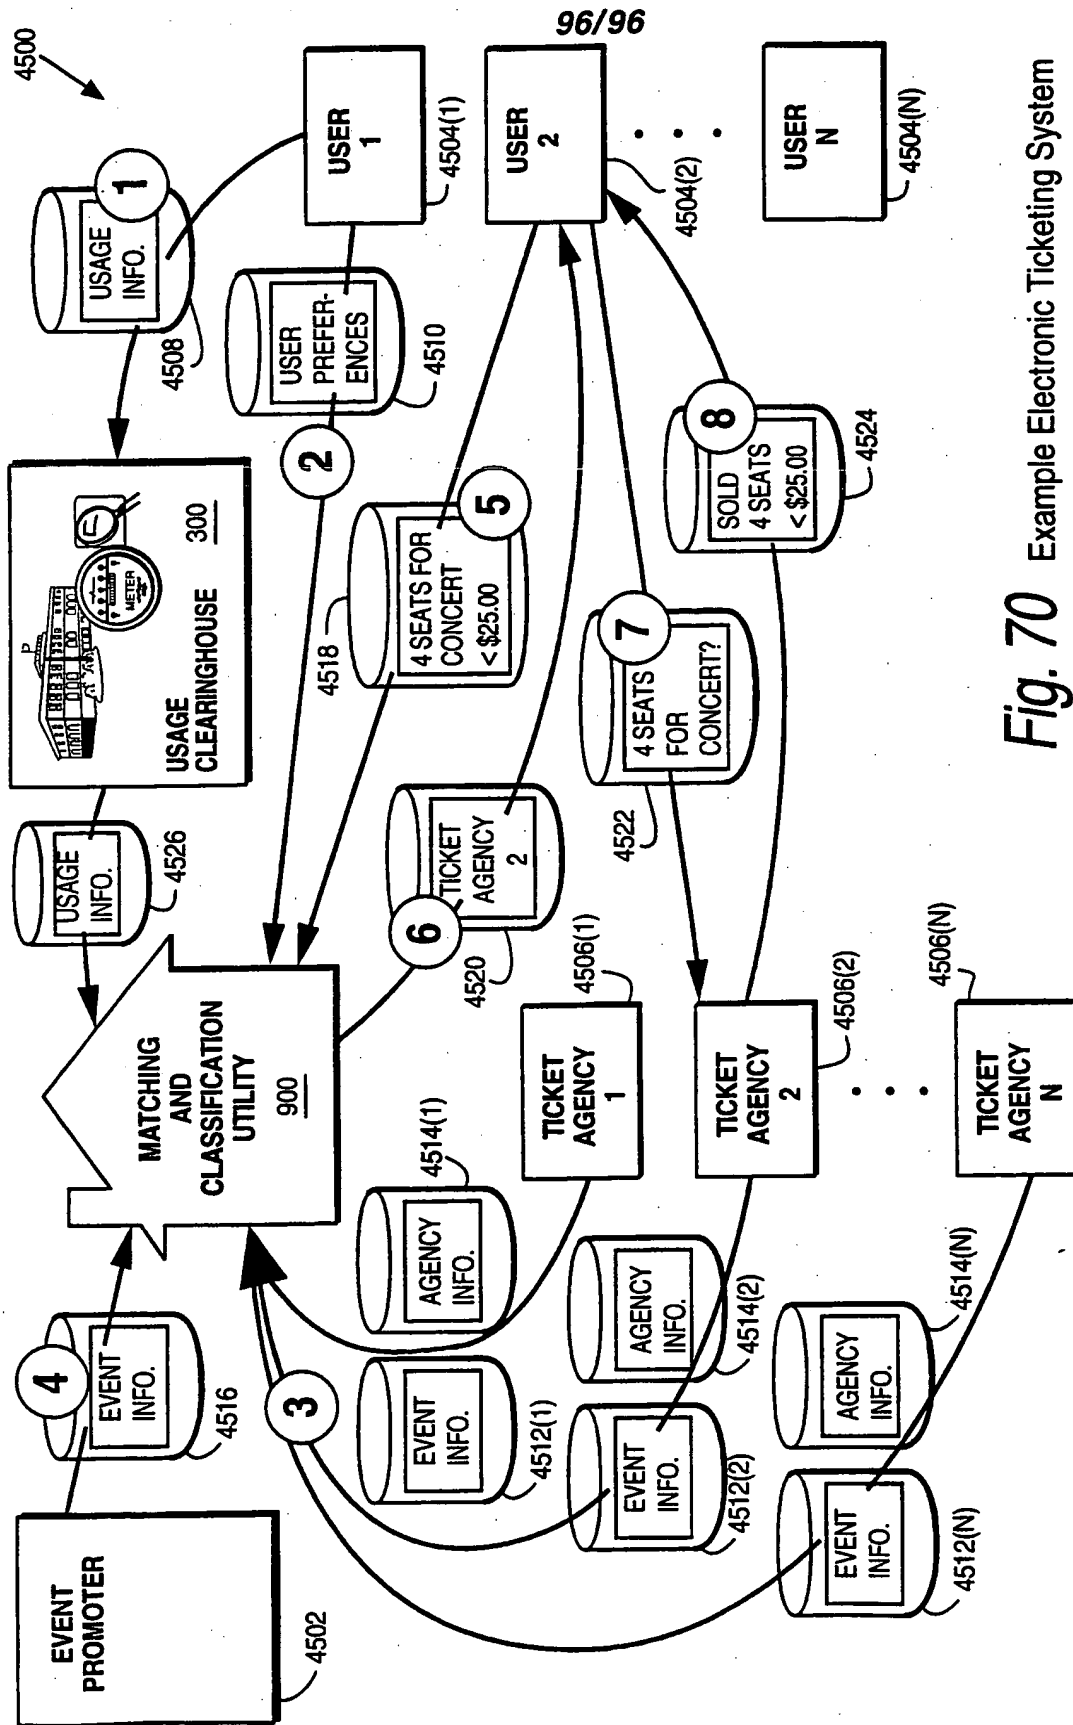 96/96
4500
EVENT
PROMOTER
4502
4
EVENT
INFO.
4516
MATCHING
AND
CLASSIFICATION
UTILITY
900
USAGE
INFO.
4526
USAGE
CLEARINGHOUSE
300
METER
1
USAGE
INFO.
4508
USER
1
4504(1)
2
USER
PREFER-
ENCES
4510
3
EVENT
INFO.
4512(1)
AGENCY
INFO.
4514(1)
TICKET
AGENCY
1
4506(1)
6
TICKET
AGENCY
2
4520
5
4 SEATS FOR
CONCERT
< $25.00
4518
USER
2
4504(2)
EVENT
INFO.
4512(2)
AGENCY
INFO.
4514(2)
TICKET
AGENCY
2
4506(2)
7
4 SEATS
FOR
CONCERT?
4522
8
SOLD
4 SEATS
< $25.00
4524
USER
N
4504(N)
EVENT
INFO.
4512(N)
AGENCY
INFO.
4514(N)
TICKET
AGENCY
N
4506(N)
Fig. 70 Example Electronic Ticketing System